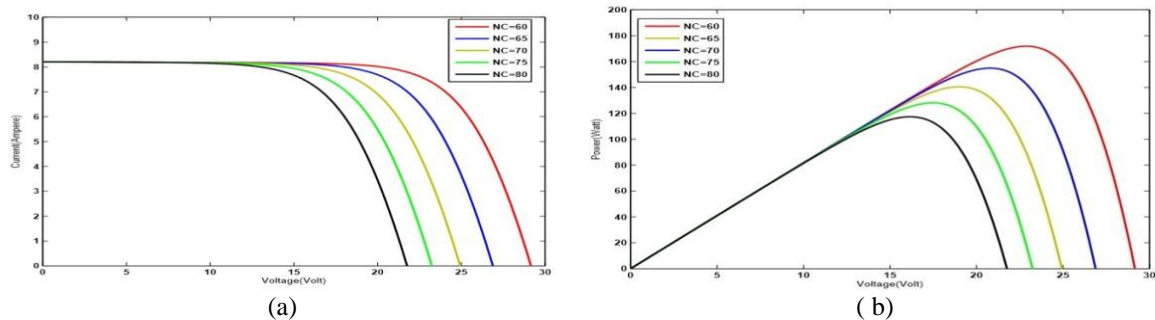 10
9
8
7
6
5
4
3
2
1
0
Current(Ampere)
NC=60
NC=65
NC=70
NC=75
NC=80
0 5 10 15 20 25 30
Voltage(Volt)
(a)
200
180
160
140
120
100
80
60
40
20
0
Power(Watt)
NC=60
NC=65
NC=70
NC=75
NC=80
0 5 10 15 20 25 30
Voltage(Volt)
( b)